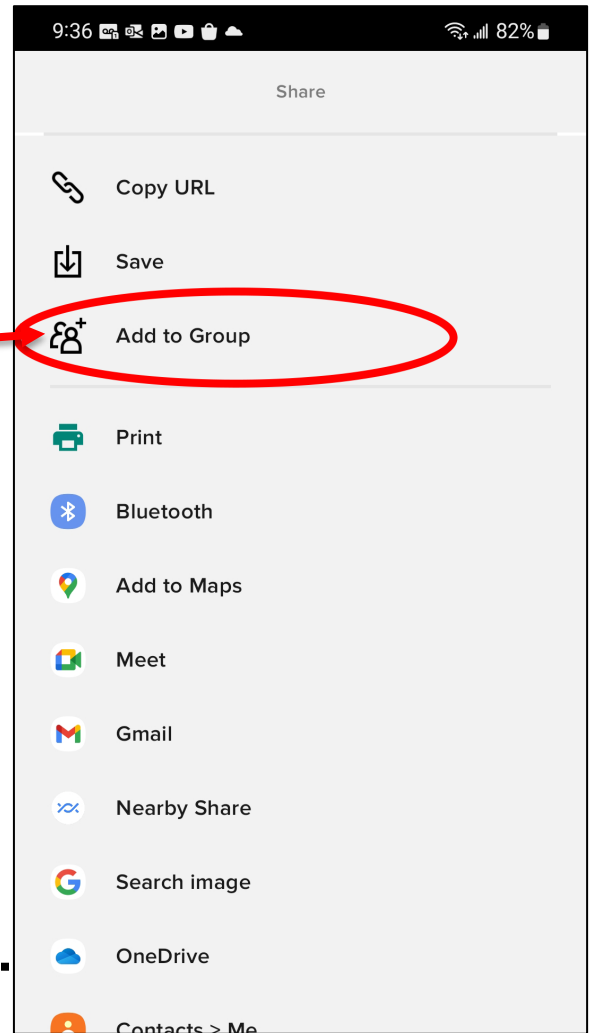 9:36 82%
Share
Copy URL
Save
Add to Group
Print
Bluetooth
Add to Maps
Meet
Gmail
Nearby Share
Search image
OneDrive
Contacts > Me